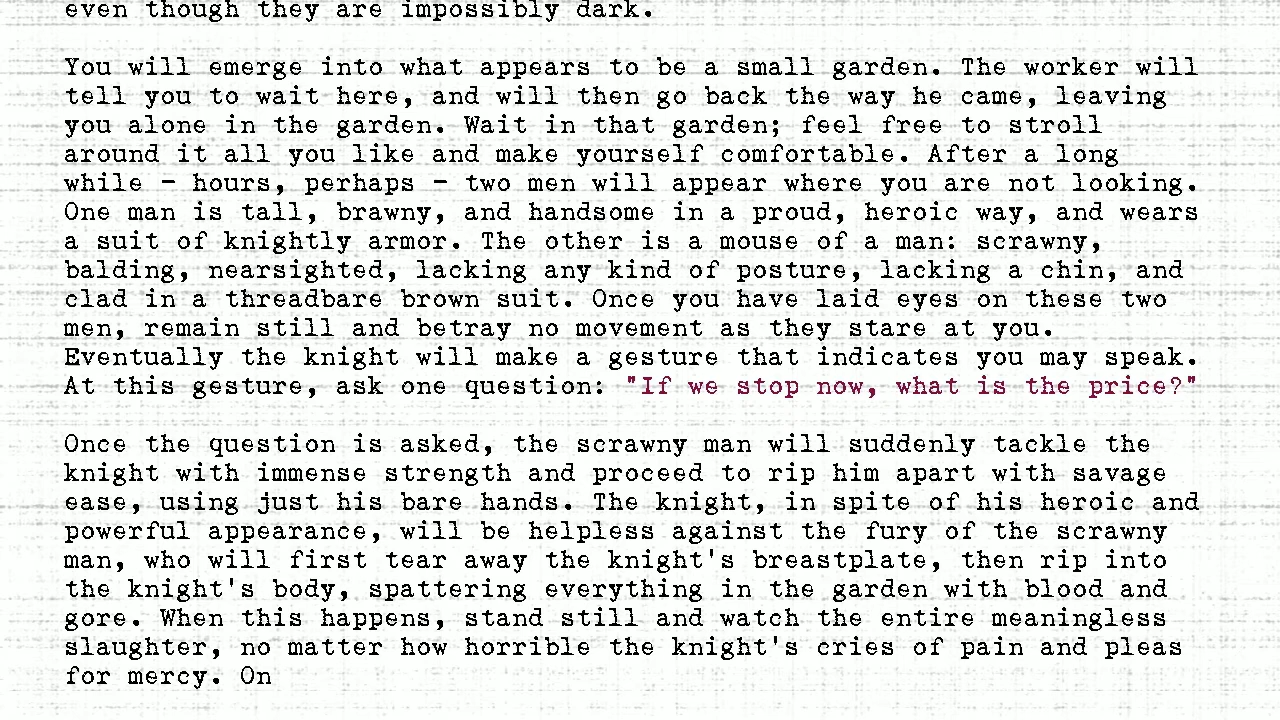 even though they are impossibly dark.
You will emerge into what appears to be a small garden. The worker will
tell you to wait here, and will then go back the way he came, leaving
you alone in the garden. Wait in that garden; feel free to stroll
around it all you like and make yourself comfortable. After a long
while - hours, perhaps - two men will appear where you are not looking.
One man is tall, brawny, and handsome in a proud, heroic way, and wears
a suit of knightly armor. The other is a mouse of a man: scrawny,
balding, nearsighted, lacking any kind of posture, lacking a chin, and
clad in a threadbare brown suit. Once you have laid eyes on these two
men, remain still and betray no movement as they stare at you.
Eventually the knight will make a gesture that indicates you may speak.
At this gesture, ask one question: "If we stop now, what is the price?"
Once the question is asked, the scrawny man will suddenly tackle the
knight with immense strength and proceed to rip him apart with savage
ease, using just his bare hands. The knight, in spite of his heroic and
powerful appearance, will be helpless against the fury of the scrawny
man, who will first tear away the knight's breastplate, then rip into
the knight's body, spattering everything in the garden with blood and
gore. When this happens, stand still and watch the entire meaningless
slaughter, no matter how horrible the knight's cries of pain and pleas
for mercy. On